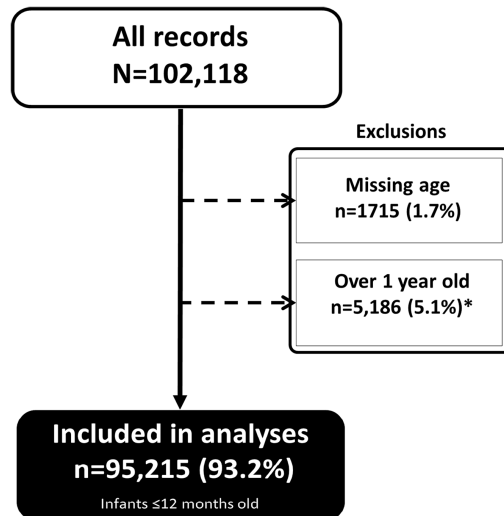 All records
N=102,118
Exclusions
Missing age
n=1715 (1.7%)
Over 1 year old
n=5,186 (5.1%)*
Included in analyses
n=95,215 (93.2%)
Infants ≤12 months old